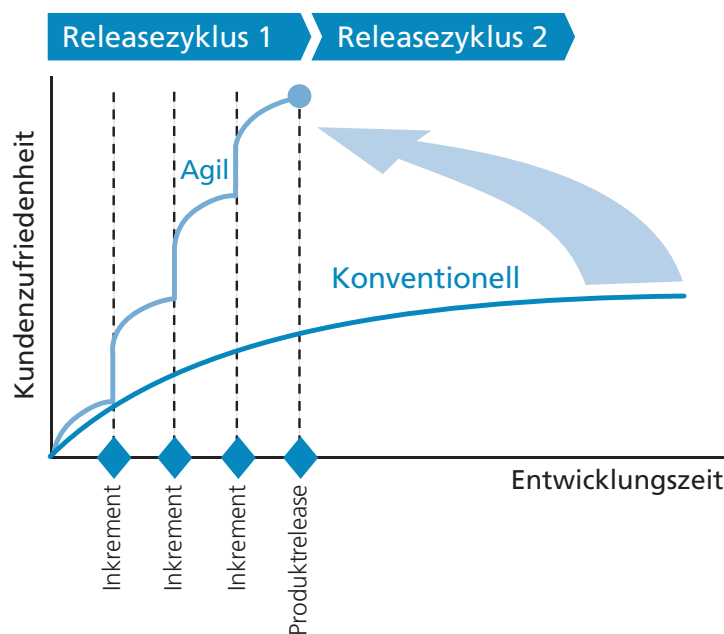 Releasezyklus 1
Releasezyklus 2
Kundenzufriedenheit
Agil
Konventionell
Entwicklungszeit
Inkrement
Inkrement
Inkrement
Produktrelease